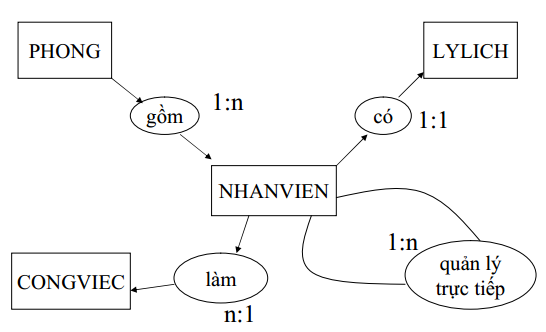 PHONG
LYLICH
gồm
1:n
có
1:1
NHANVIEN
1:n
quản lý
trực tiếp
CONGVIEC
làm
n:1